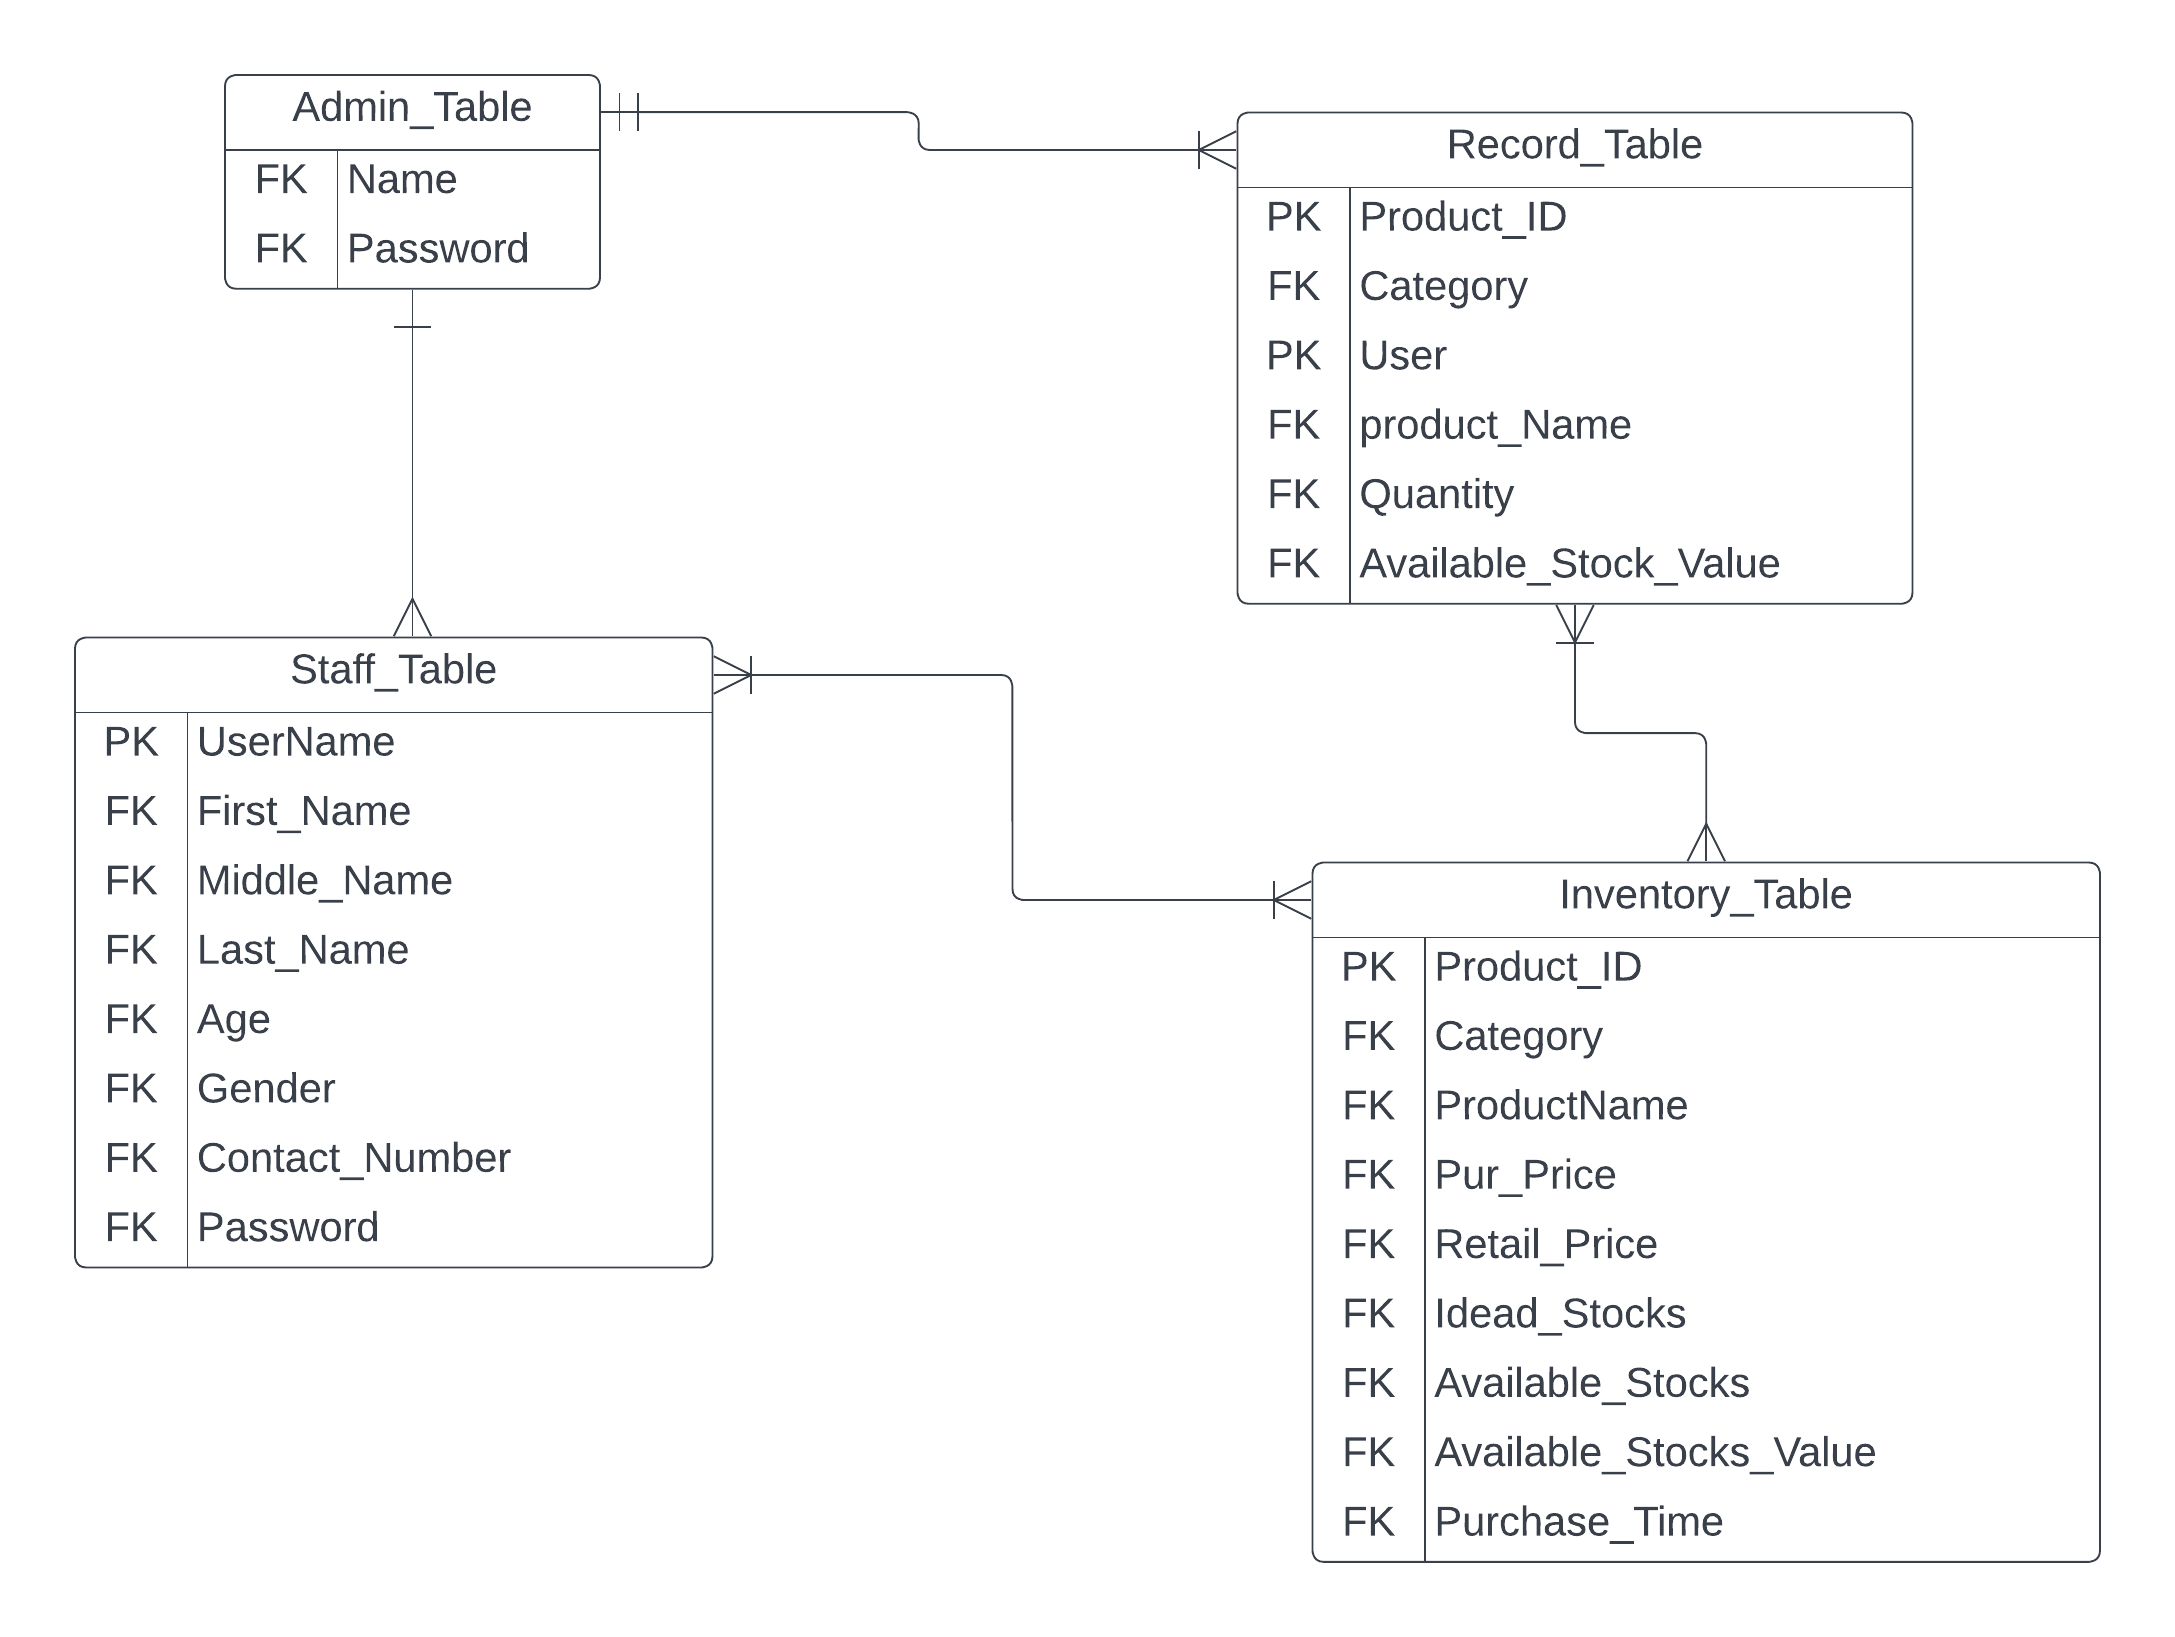 Admin_Table
FK Name
FK Password
Record_Table
PK Product_ID
FK Category
PK User
FK product_Name
FK Quantity
FK Available_Stock_Value
Staff_Table
PK UserName
FK First_Name
FK Middle_Name
FK Last_Name
FK Age
FK Gender
FK Contact_Number
FK Password
Inventory_Table
PK Product_ID
FK Category
FK ProductName
FK Pur_Price
FK Retail_Price
FK Idead_Stocks
FK Available_Stocks
FK Available_Stocks_Value
FK Purchase_Time